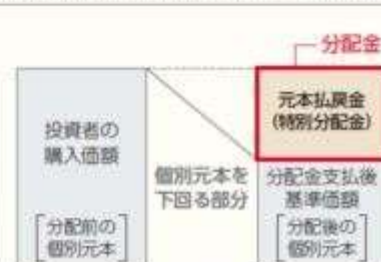 分配金
元本払戻金
(特別分配金)
投資者の
購入価額
個別元本を
下回る部分
分配金支払後
基準価額
分配前の
個別元本
分配後の
個別元本